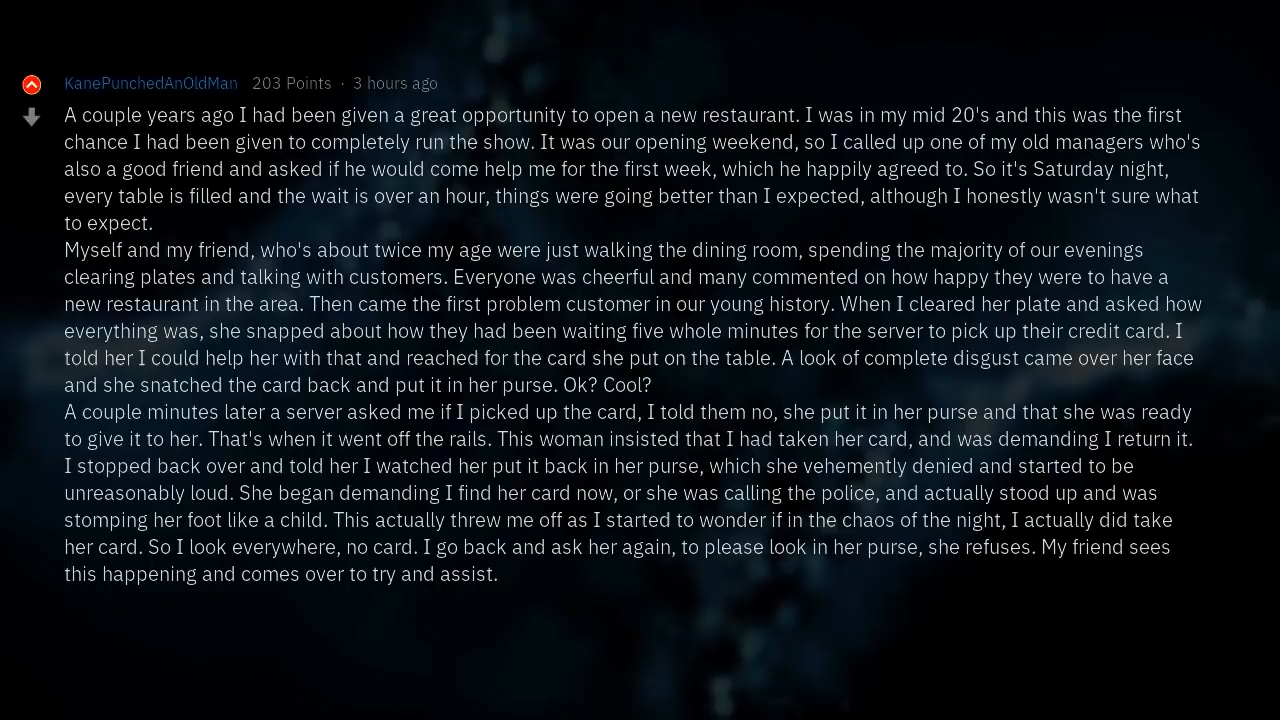 KanePunchedAnOldMan 203 Points · 3 hours ago
A couple years ago I had been given a great opportunity to open a new restaurant. I was in my mid 20's and this was the first
chance I had been given to completely run the show. It was our opening weekend, so I called up one of my old managers who's
also a good friend and asked if he would come help me for the first week, which he happily agreed to. So it's Saturday night,
every table is filled and the wait is over an hour, things were going better than I expected, although I honestly wasn't sure what
to expect.
Myself and my friend, who's about twice my age were just walking the dining room, spending the majority of our evenings
clearing plates and talking with customers. Everyone was cheerful and many commented on how happy they were to have a
new restaurant in the area. Then came the first problem customer in our young history. When I cleared her plate and asked how
everything was, she snapped about how they had been waiting five whole minutes for the server to pick up their credit card. I
told her I could help her with that and reached for the card she put on the table. A look of complete disgust came over her face
and she snatched the card back and put it in her purse. Ok? Cool?
A couple minutes later a server asked me if I picked up the card, I told them no, she put it in her purse and that she was ready
to give it to her. That's when it went off the rails. This woman insisted that I had taken her card, and was demanding I return it.
I stopped back over and told her I watched her put it back in her purse, which she vehemently denied and started to be
unreasonably loud. She began demanding I find her card now, or she was calling the police, and actually stood up and was
stomping her foot like a child. This actually threw me off as I started to wonder if in the chaos of the night, I actually did take
her card. So I look everywhere, no card. I go back and ask her again, to please look in her purse, she refuses. My friend sees
this happening and comes over to try and assist.